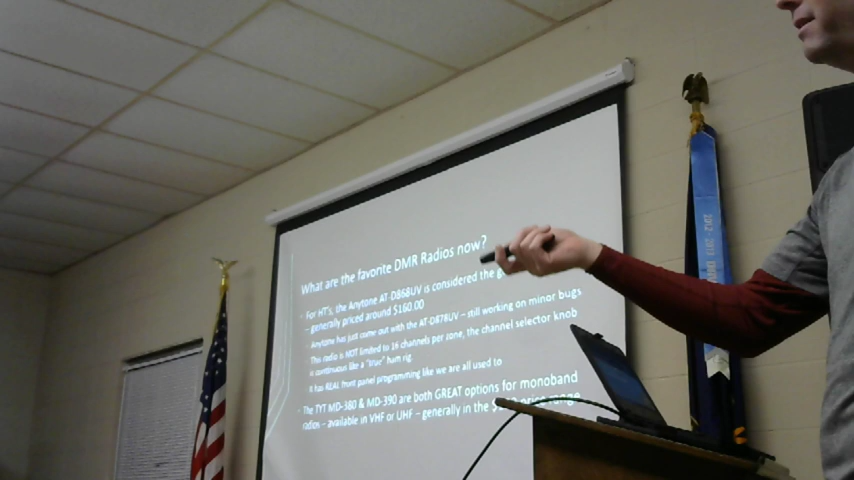 What are the favorite DMR Radios now?
- For HT's, the Anytone AT-D868UV is considered the
– generally priced around $160.00
Anytone has just come out with the AT-D878UV – still working on minor bugs
This radio is NOT limited to 16 channels per zone, the channel selector knob
is continuous like a "true" ham rig.
It has REAL front panel programming like we are all used to
- The TYT MD-380 & MD-390 are both GREAT options for monoband
radios – available in VHF or UHF – generally in the range
2012 - 2013